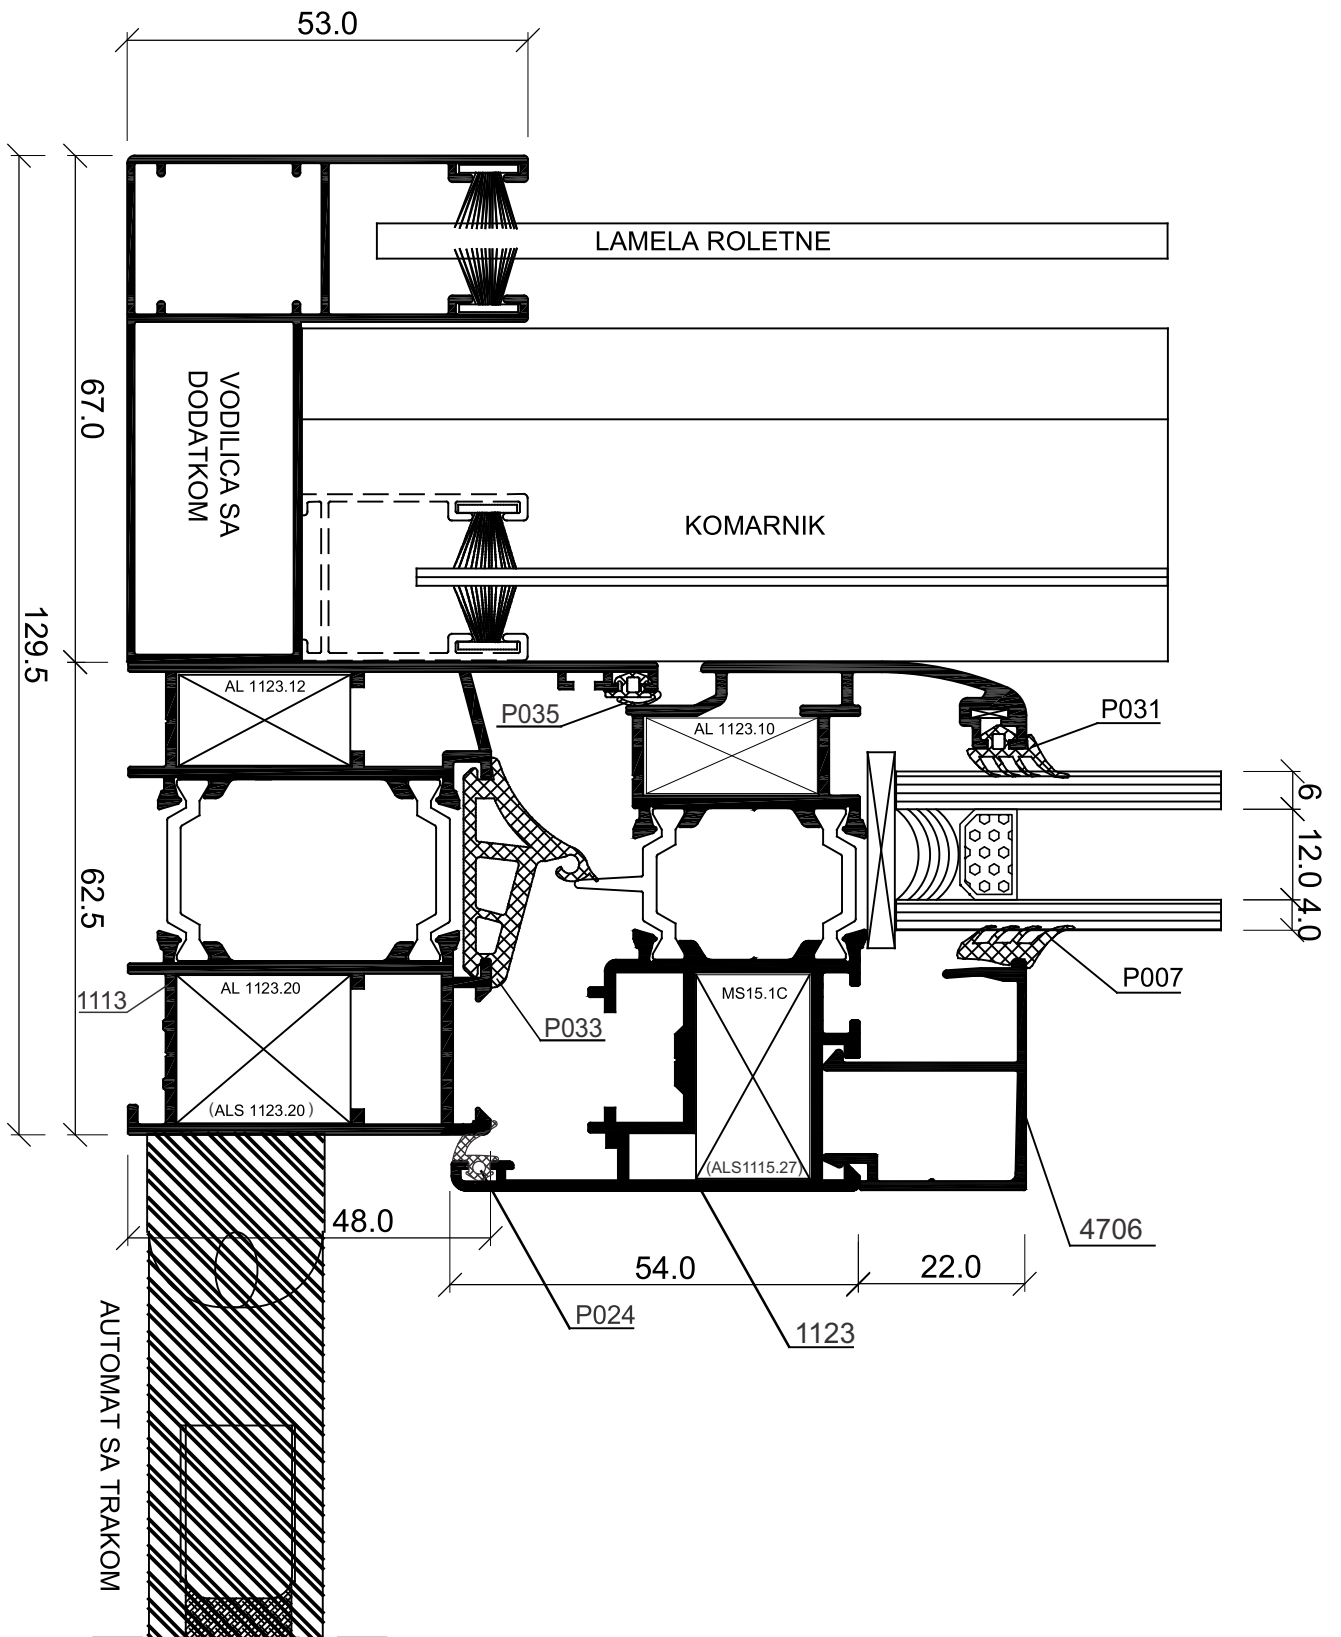 53.0
LAMELA ROLETNE
67.0
VODILICA SA
DODATKOM
KOMARNIK
129.5
AL 1123.12
P035
AL 1123.10
P031
6
12.0
4.0
62.5
1113
AL 1123.20
(ALS 1123.20)
P033
MS15.1C
(ALS1115.27)
P007
48.0
54.0
22.0
4706
P024
1123
AUTOMAT SA TRAKOM